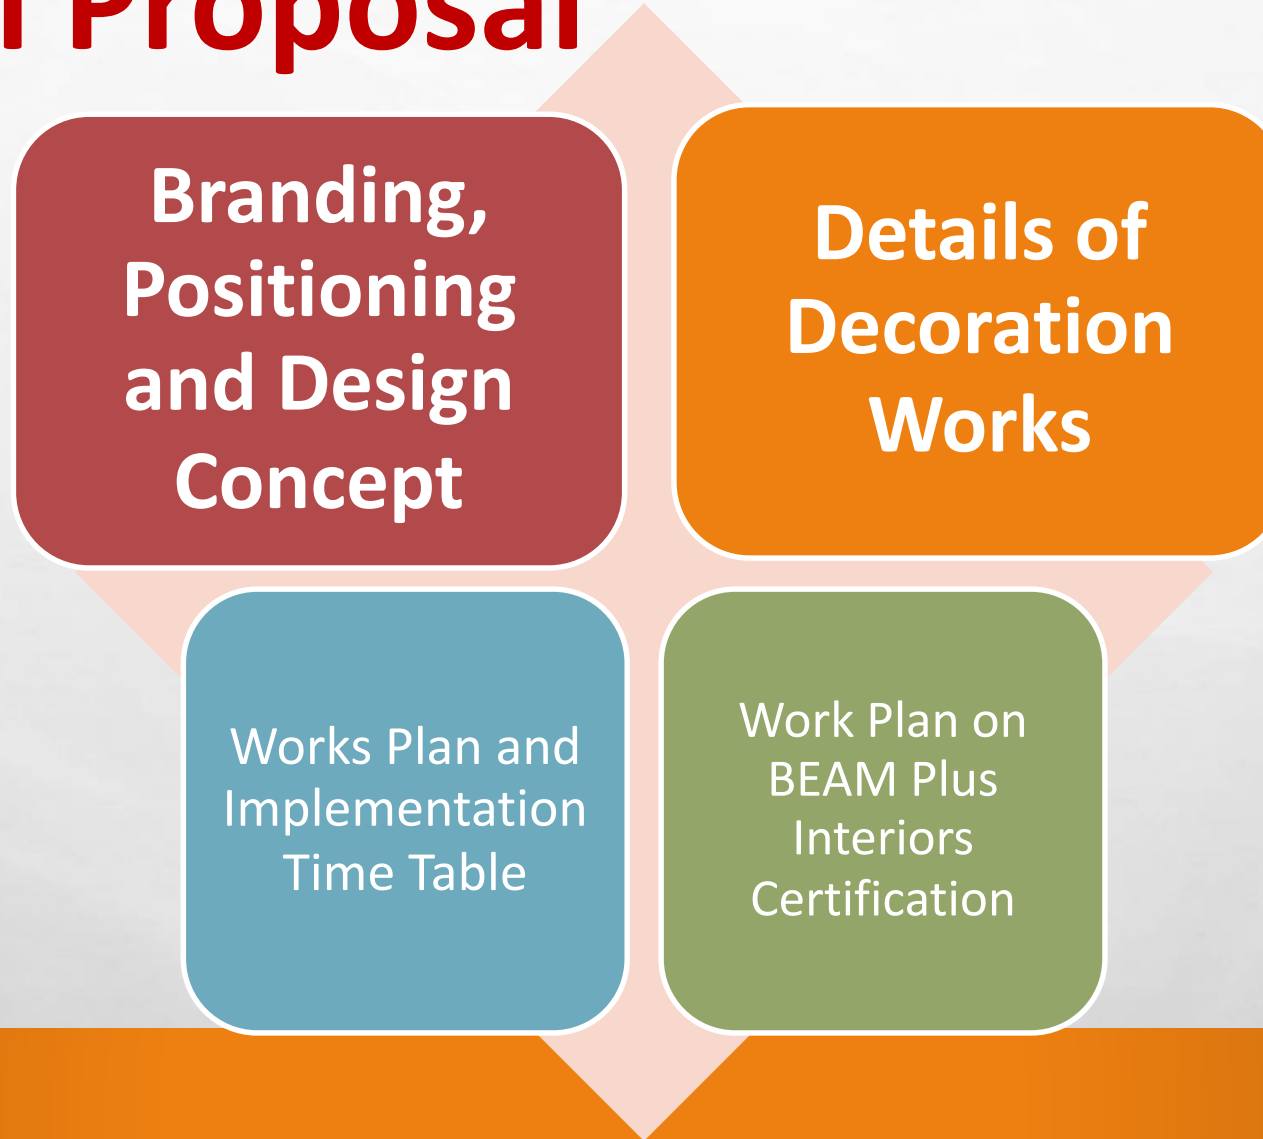 Proposal
Branding,
Positioning
and Design
Concept
Details of
Decoration
Works
Works Plan and
Implementation
Time Table
Work Plan on
BEAM Plus
Interiors
Certification